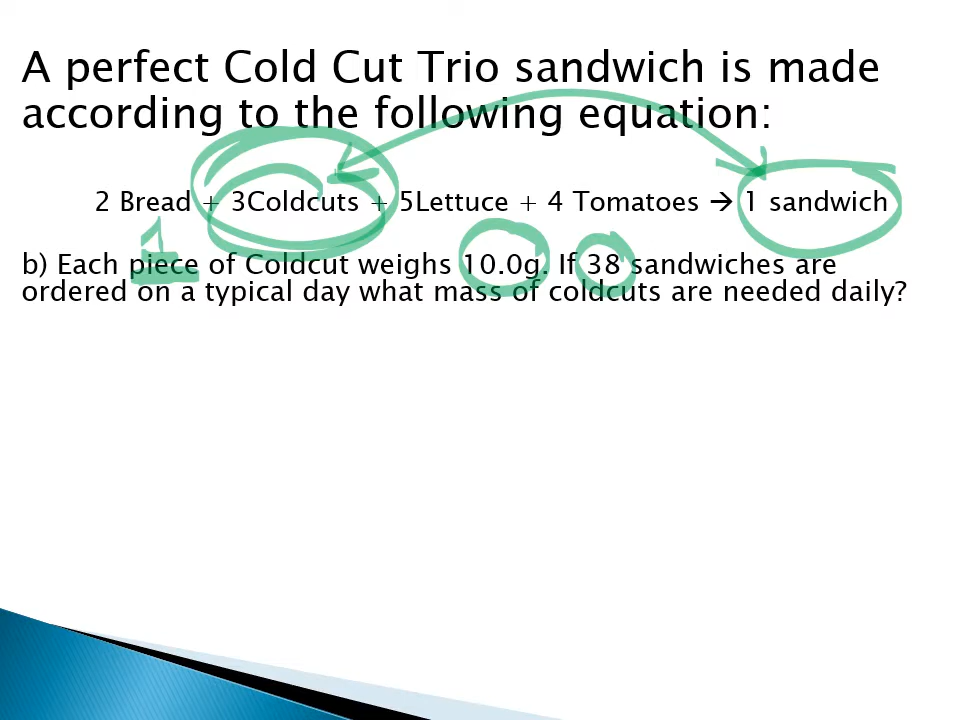 A perfect Cold Cut Trio sandwich is made
according to the following equation:
2 Bread + 3Coldcuts + 5Lettuce + 4 Tomatoes → 1 sandwich
1
b) Each piece of Coldcut weighs 10.0g. If 38 sandwiches are
ordered on a typical day what mass of coldcuts are needed daily?